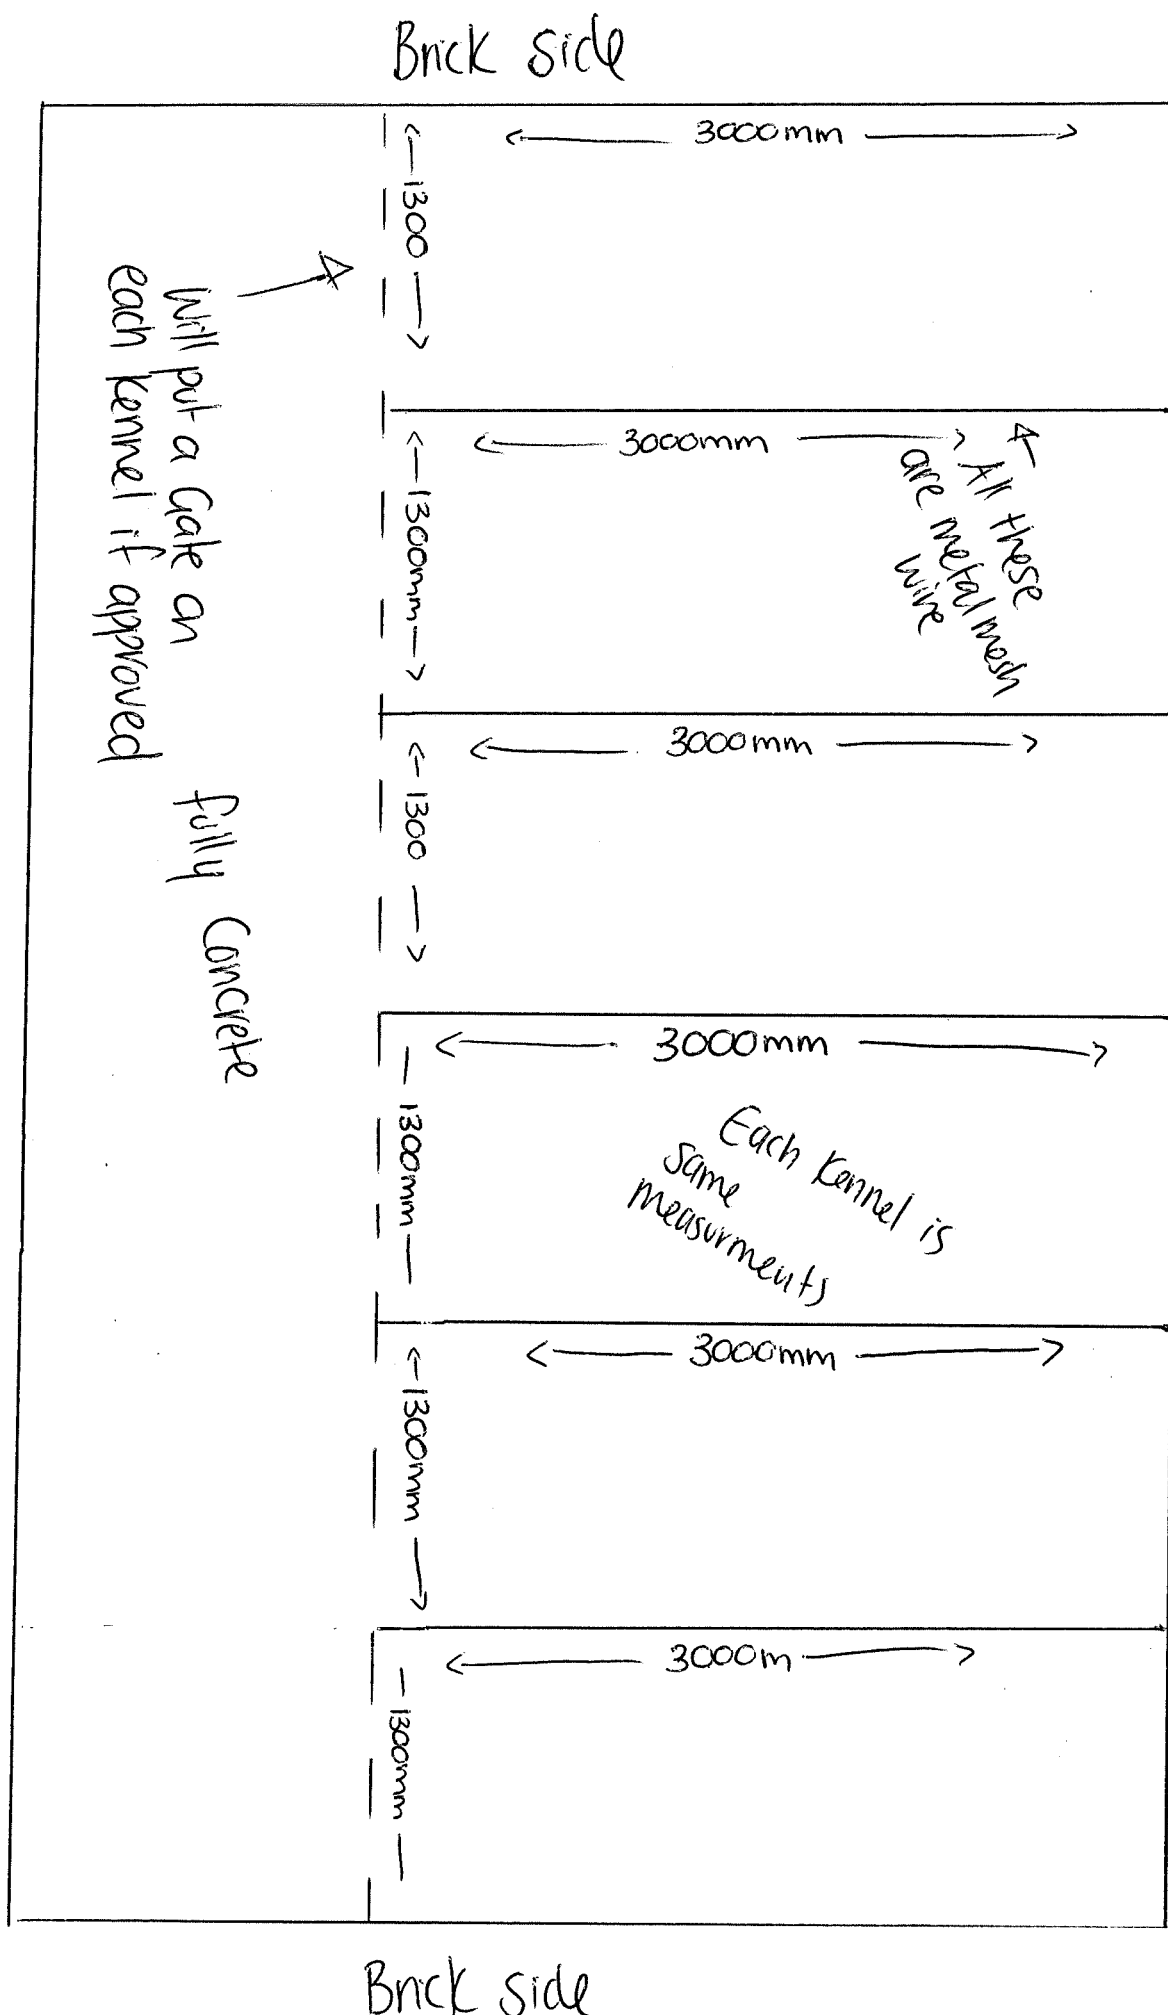 Brick side
3000mm
1300
Will put a Gate on
each kennel if approved
3000mm
1300mm
All these
are metal mesh
wire
3000mm
1300
fully Concrete
3000mm
1300mm
Each kennel is
same
measurments
3000mm
1300mm
3000m
1300mm
Brick side